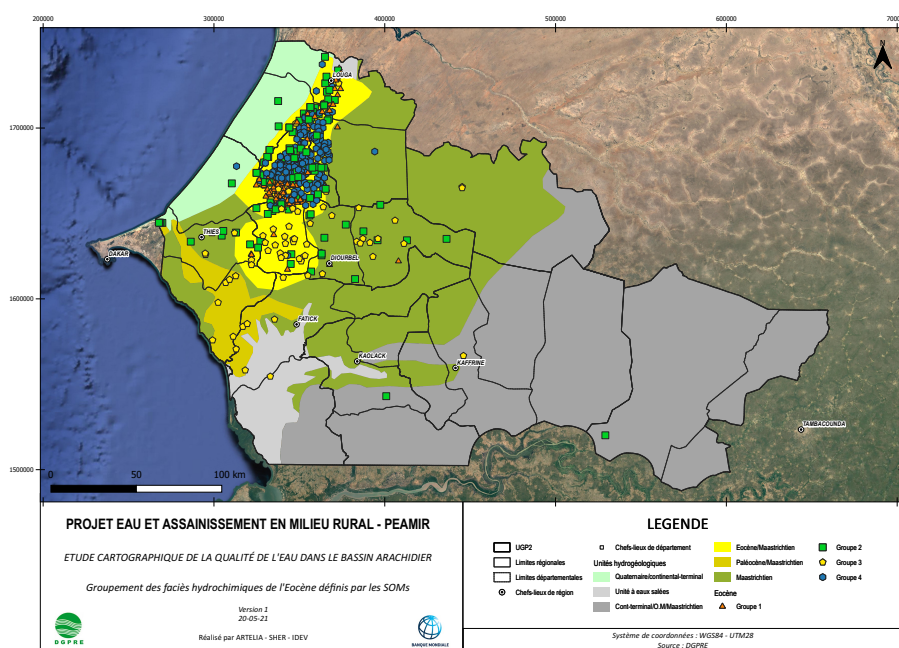 200000
300000
400000
500000
600000
N
1700000
1600000
1500000
LOUGA
THIES
DAKAR
DIOURBEL
FATICK
KAOLACK
KAFFRINE
TAMBACOUNDA
0 50 100 km
PROJET EAU ET ASSAINISSEMENT EN MILIEU RURAL - PEAMIR
ETUDE CARTOGRAPHIQUE DE LA QUALITÉ DE L'EAU DANS LE BASSIN ARACHIDIER
Groupement des faciès hydrochimiques de l'Eocène définis par les SOMs
Version 1
20-05-21
Réalisé par ARTELIA - SHER - IDEV
DGPRE
BANQUE MONDIALE
LEGENDE
UGP2
Limites régionales
Limites départementales
Chefs-lieux de région
Chefs-lieux de département
Unités hydrogéologiques
Quaternaire/continental-terminal
Unité à eaux salées
Cont-terminal/O.M/Maastrichtien
Eocène/Maastrichtien
Paléocène/Maastrichtien
Maastrichtien
Eocène
Groupe 1
Groupe 2
Groupe 3
Groupe 4
Système de coordonnées : WGS84 - UTM28
Source : DGPRE